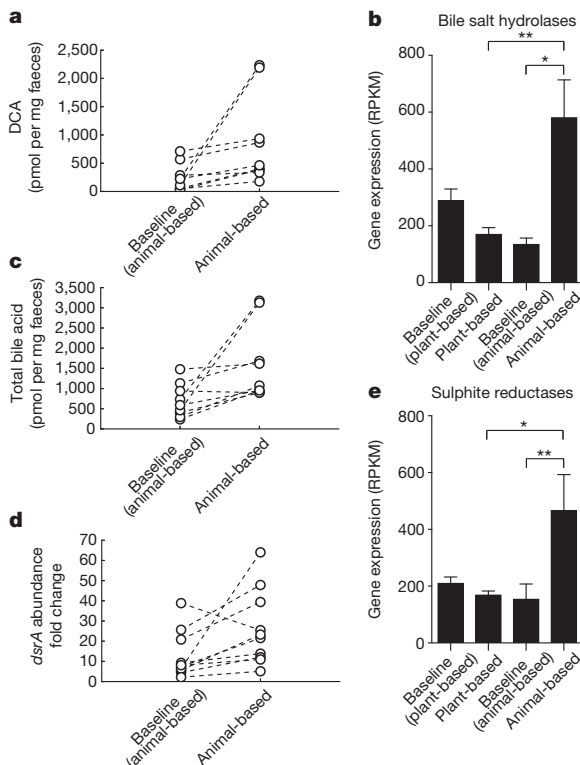 a
DCA
(pmol per mg faeces)
2,500
2,000
1,500
1,000
500
0
Baseline
(animal-based)
Animal-based
b
Bile salt hydrolases
**
*
Gene expression (RPKM)
800
600
400
200
0
Baseline
(plant-based)
Plant-based
Baseline
(animal-based)
Animal-based
c
Total bile acid
(pmol per mg faeces)
3,500
3,000
2,500
2,000
1,500
1,000
500
0
Baseline
(animal-based)
Animal-based
d
dsrA abundance
fold change
70
60
50
40
30
20
10
0
Baseline
(animal-based)
Animal-based
e
Sulphite reductases
*
**
Gene expression (RPKM)
800
600
400
200
0
Baseline
(plant-based)
Plant-based
Baseline
(animal-based)
Animal-based